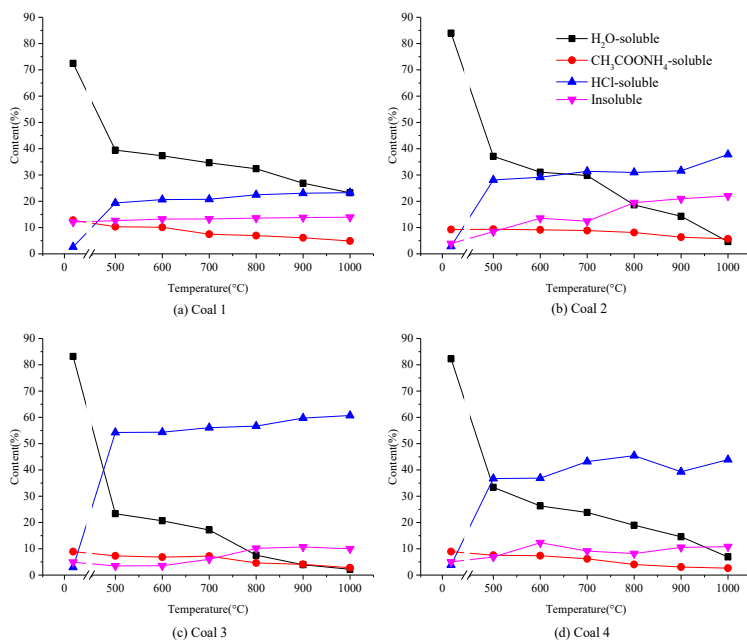 90
80
70
60
50
40
30
20
10
0
Content(%)
0 500 600 700 800 900 1000
Temperature(°C)
(a) Coal 1
90
80
70
60
50
40
30
20
10
0
Content(%)
H₂O-soluble
CH₃COONH₄-soluble
HCl-soluble
Insoluble
0 500 600 700 800 900 1000
Temperature(°C)
(b) Coal 2
90
80
70
60
50
40
30
20
10
0
Content(%)
0 500 600 700 800 900 1000
Temperature(°C)
(c) Coal 3
90
80
70
60
50
40
30
20
10
0
Content(%)
0 500 600 700 800 900 1000
Temperature(°C)
(d) Coal 4